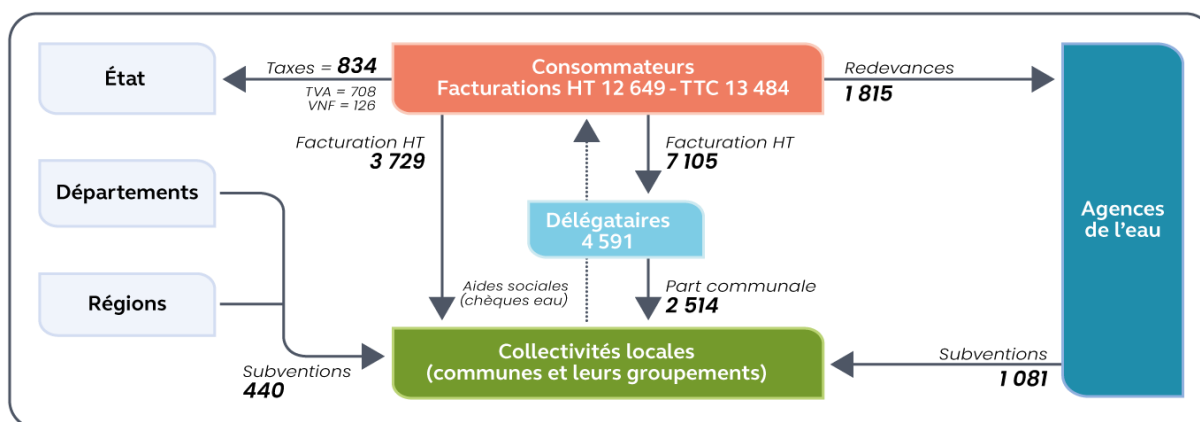 État
Taxes = 834
TVA = 708
VNF = 126
Consommateurs
Facturations HT 12 649 - TTC 13 484
Redevances
1 815
Facturation HT
3 729
Facturation HT
7 105
Départements
Délégataires
4 591
Agences
de l'eau
Régions
Aides sociales
(chèques eau)
Part communale
2 514
Subventions
440
Collectivités locales
(communes et leurs groupements)
Subventions
1 081